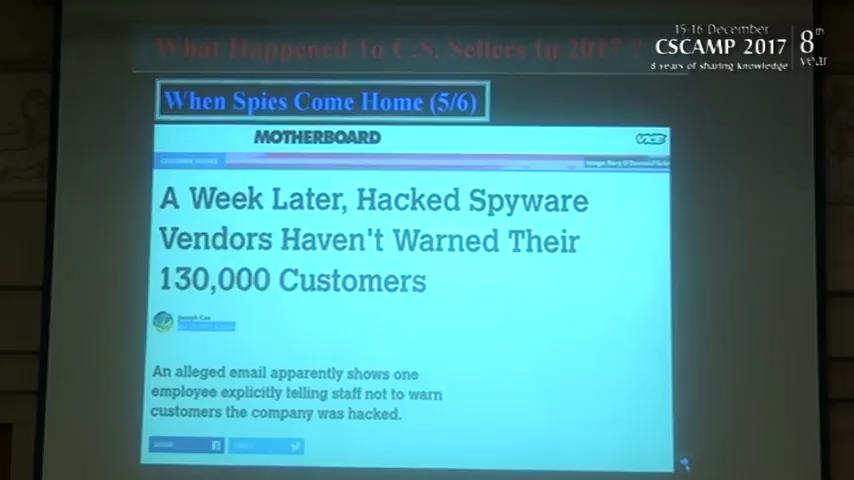 What Happened To C.S. Sellers In 2017 ?
15-16 December
CSCAMP 2017
8 years of sharing knowledge
8th
year
When Spies Come Home (5/6)
MOTHERBOARD
VICE
A Week Later, Hacked Spyware
Vendors Haven't Warned Their
130,000 Customers
Joseph Cox
An alleged email apparently shows one
employee explicitly telling staff not to warn
customers the company was hacked.